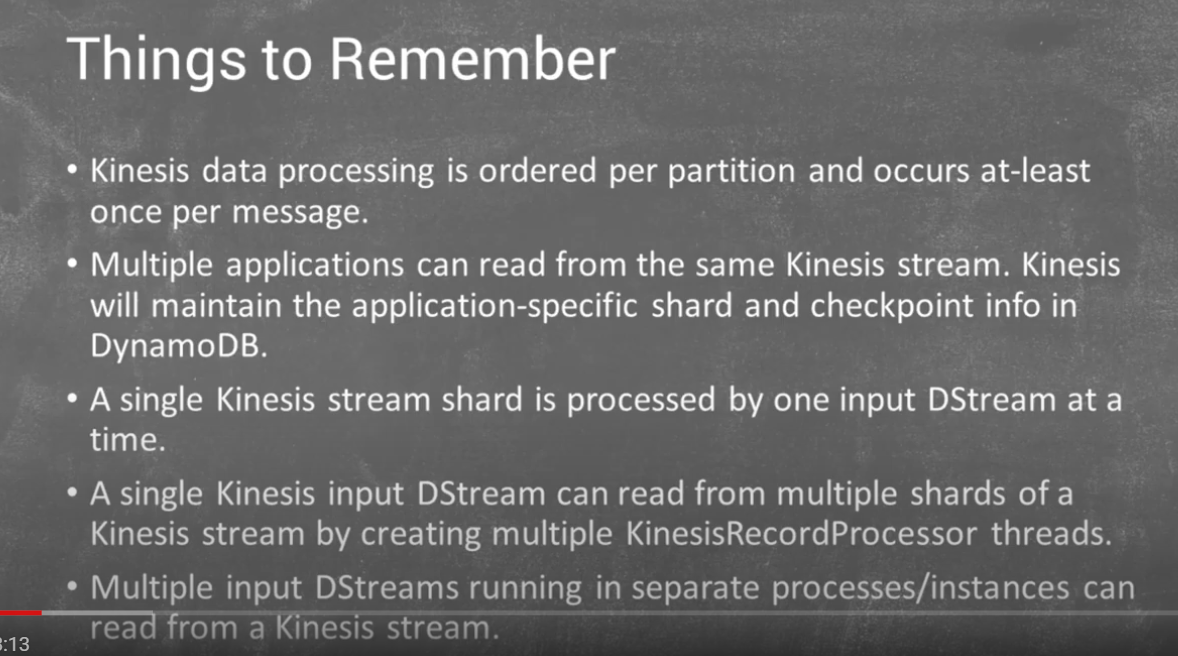 Things to Remember
• Kinesis data processing is ordered per partition and occurs at-least
once per message.
• Multiple applications can read from the same Kinesis stream. Kinesis
will maintain the application-specific shard and checkpoint info in
DynamoDB.
• A single Kinesis stream shard is processed by one input DStream at a
time.
• A single Kinesis input DStream can read from multiple shards of a
Kinesis stream by creating multiple KinesisRecordProcessor threads.
• Multiple input DStreams running in separate processes/instances can
read from a Kinesis stream.
:13